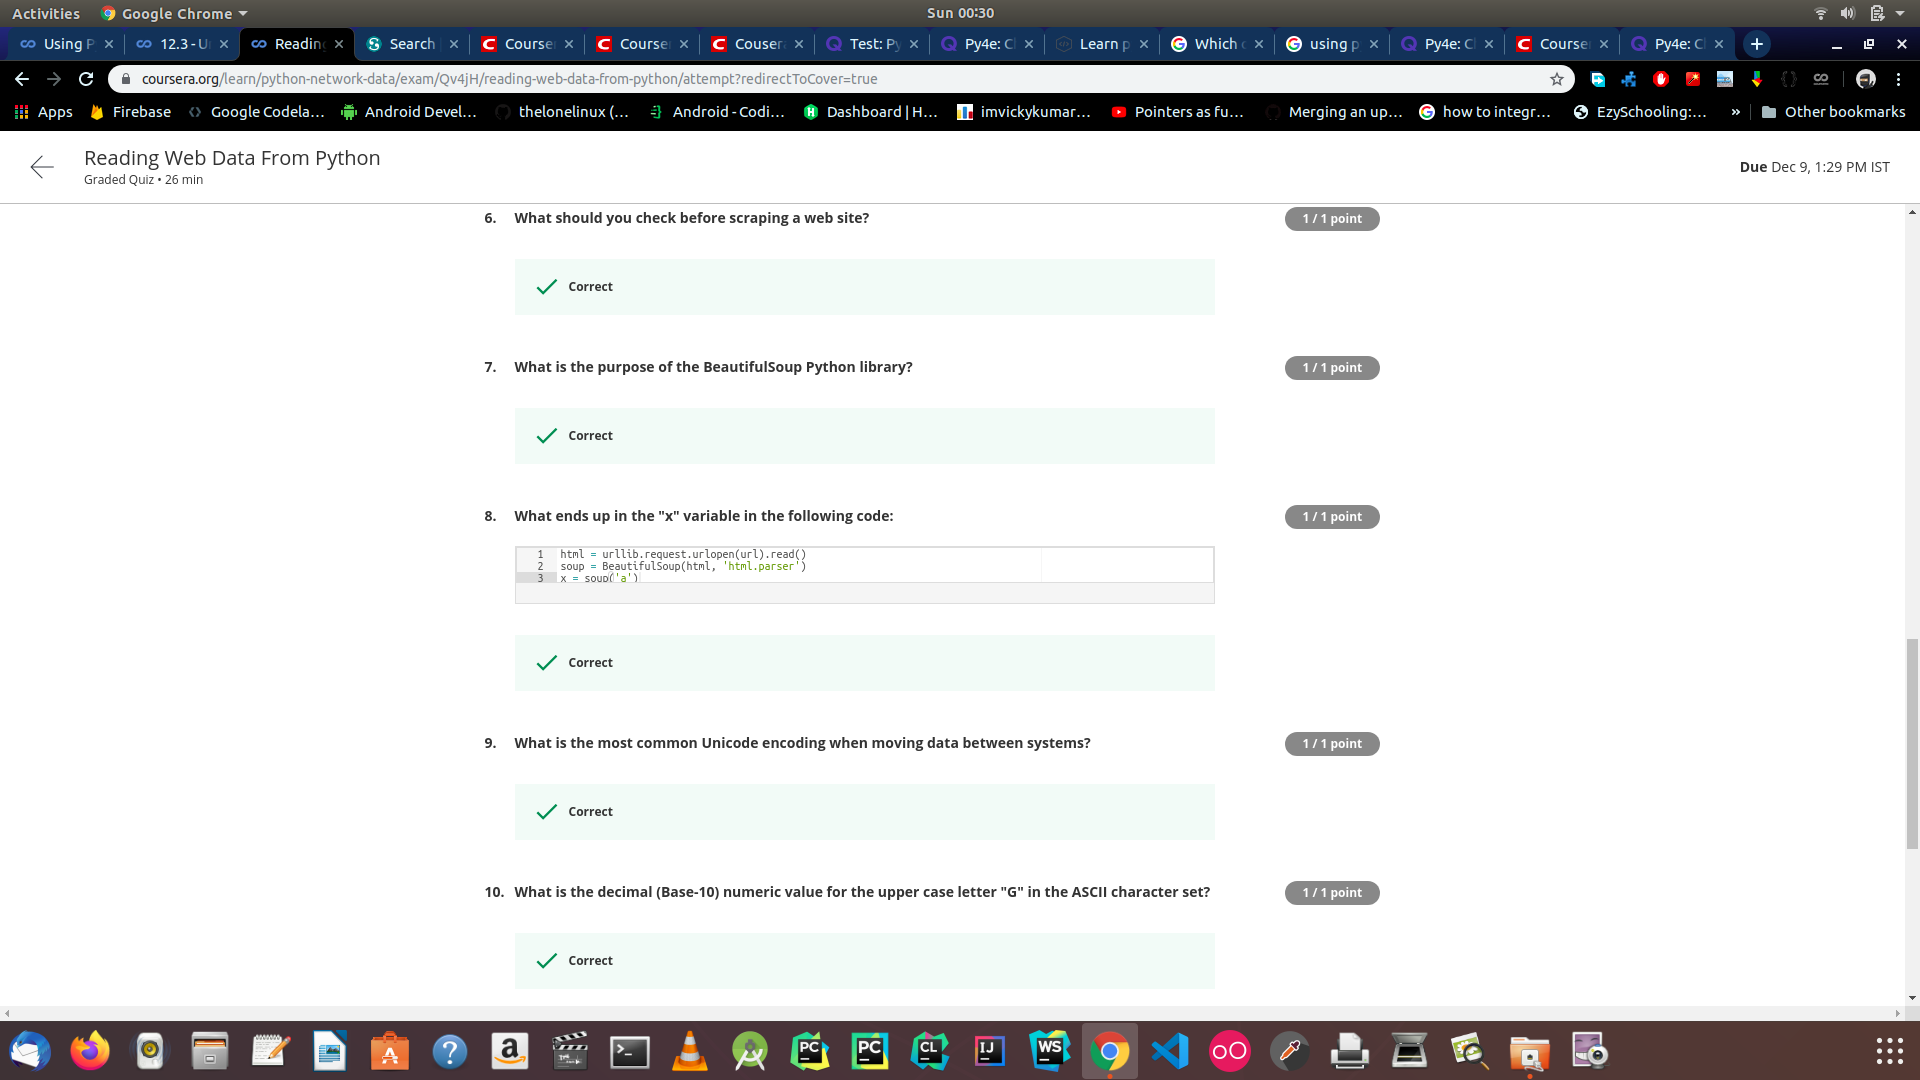 Activities Google Chrome Sun 00:30
Using P 12.3 - U Readin Search Course Course Couser Test: Py Py4e: C Learn p Which using p Py4e: C Course Py4e: C
coursera.org/learn/python-network-data/exam/Qv4jH/reading-web-data-from-python/attempt?redirectToCover=true
Apps Firebase Google Codela... Android Devel... thelonelinux (... Android - Codi... Dashboard | H... imvickykumar... Pointers as fu... Merging an up... how to integr... EzySchooling:... » Other bookmarks
Reading Web Data From Python
Graded Quiz • 26 min
Due Dec 9, 1:29 PM IST
6. What should you check before scraping a web site? 1 / 1 point
Correct
7. What is the purpose of the BeautifulSoup Python library? 1 / 1 point
Correct
8. What ends up in the "x" variable in the following code: 1 / 1 point
1 html = urllib.request.urlopen(url).read()
2 soup = BeautifulSoup(html, 'html.parser')
3 x = soup('a')
Correct
9. What is the most common Unicode encoding when moving data between systems? 1 / 1 point
Correct
10. What is the decimal (Base-10) numeric value for the upper case letter "G" in the ASCII character set? 1 / 1 point
Correct